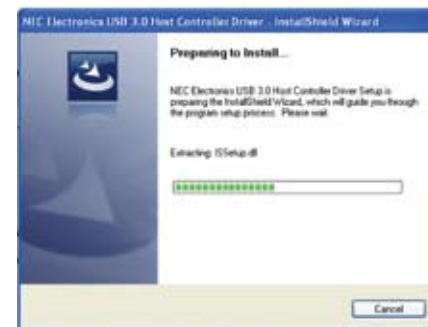 NEC Electronics USB 3.0 Host Controller Driver - InstallShield Wizard
Preparing to Install...
NEC Electronics USB 3.0 Host Controller Driver Setup is
preparing the InstallShield Wizard, which will guide you through
the program setup process. Please wait.
Extracting: ISSetup.dll
Cancel